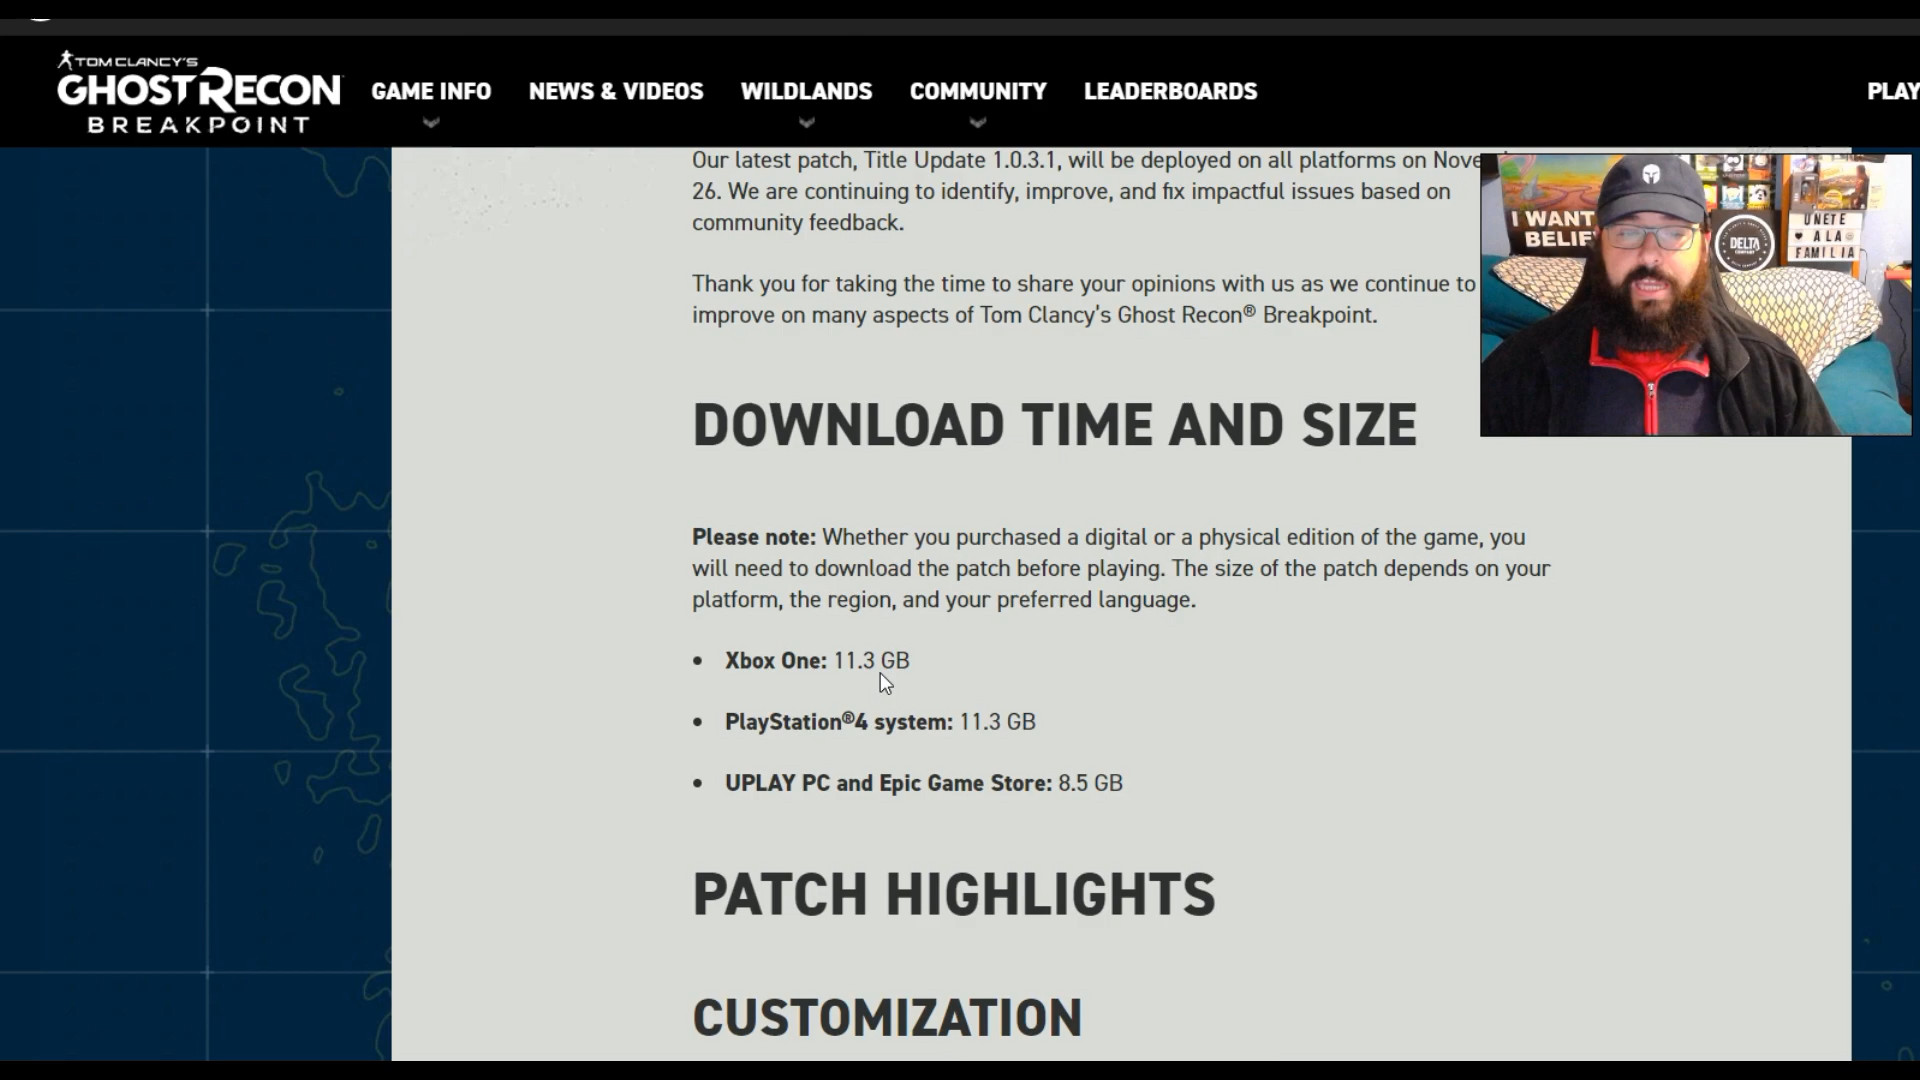 TOM CLANCY'S
GHOST RECON
BREAKPOINT
GAME INFO
NEWS & VIDEOS
WILDLANDS
COMMUNITY
LEADERBOARDS
PLAY
Our latest patch, Title Update 1.0.3.1, will be deployed on all platforms on Nove
26. We are continuing to identify, improve, and fix impactful issues based on
community feedback.
Thank you for taking the time to share your opinions with us as we continue to
improve on many aspects of Tom Clancy's Ghost Recon® Breakpoint.
I WANT
BELIE
DELTA
UNETE
♥ A LA
FAMILIA
DOWNLOAD TIME AND SIZE
Please note: Whether you purchased a digital or a physical edition of the game, you
will need to download the patch before playing. The size of the patch depends on your
platform, the region, and your preferred language.
• Xbox One: 11.3 GB
• PlayStation®4 system: 11.3 GB
• UPLAY PC and Epic Game Store: 8.5 GB
PATCH HIGHLIGHTS
CUSTOMIZATION